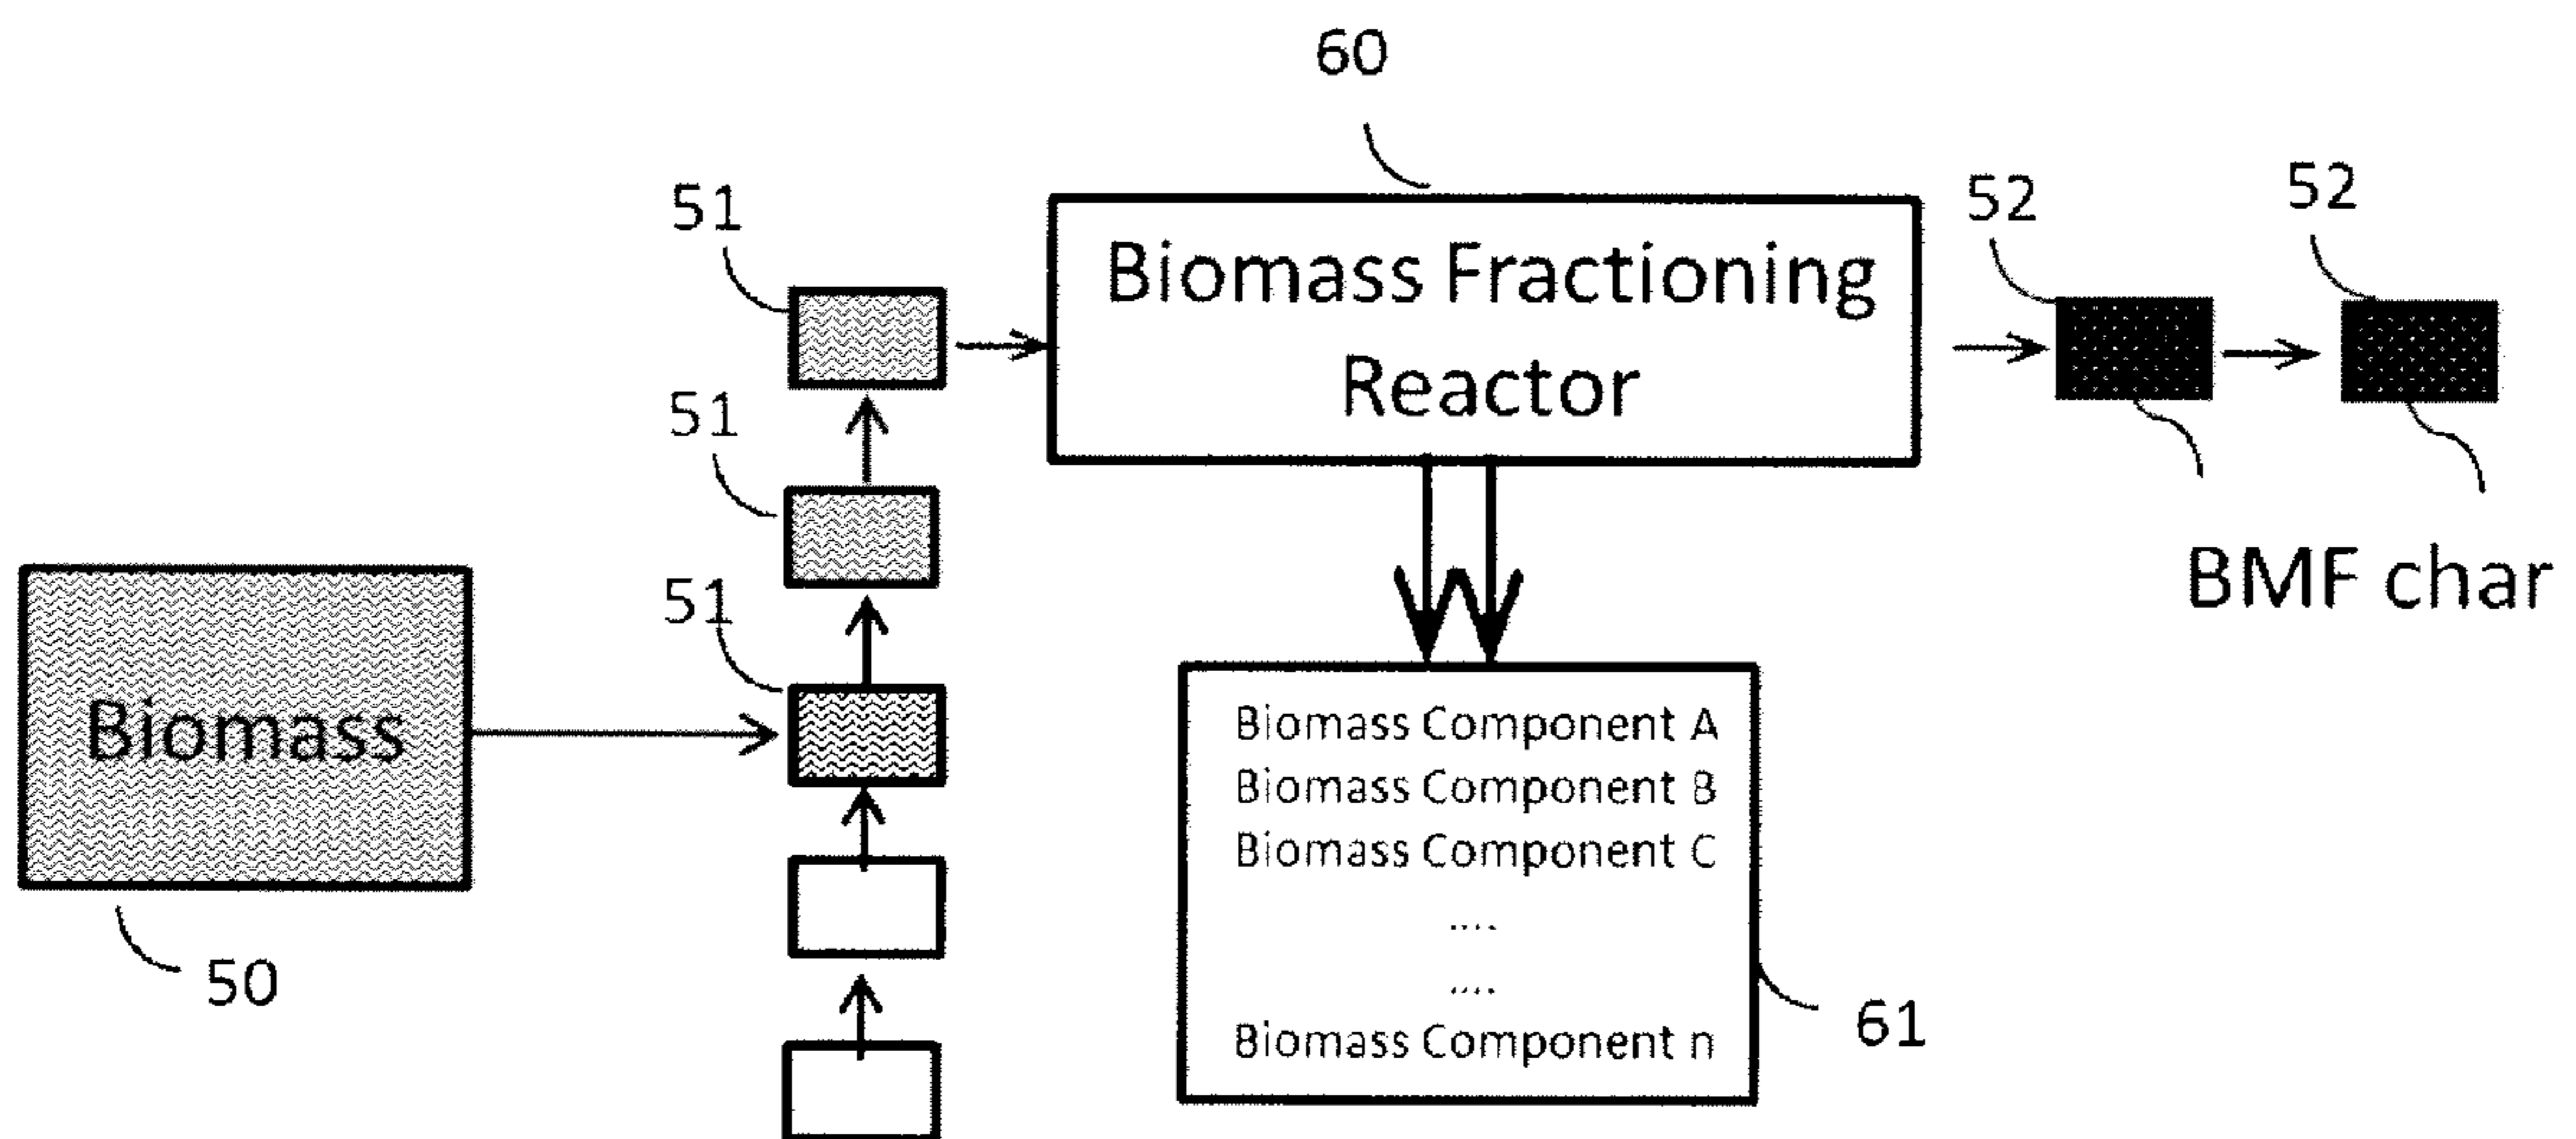 60
51
52
52
Biomass Fractioning
Reactor
51
51
BMF char
Biomass
Biomass Component A
Biomass Component B
Biomass Component C
....
....
Biomass Component n
50
61